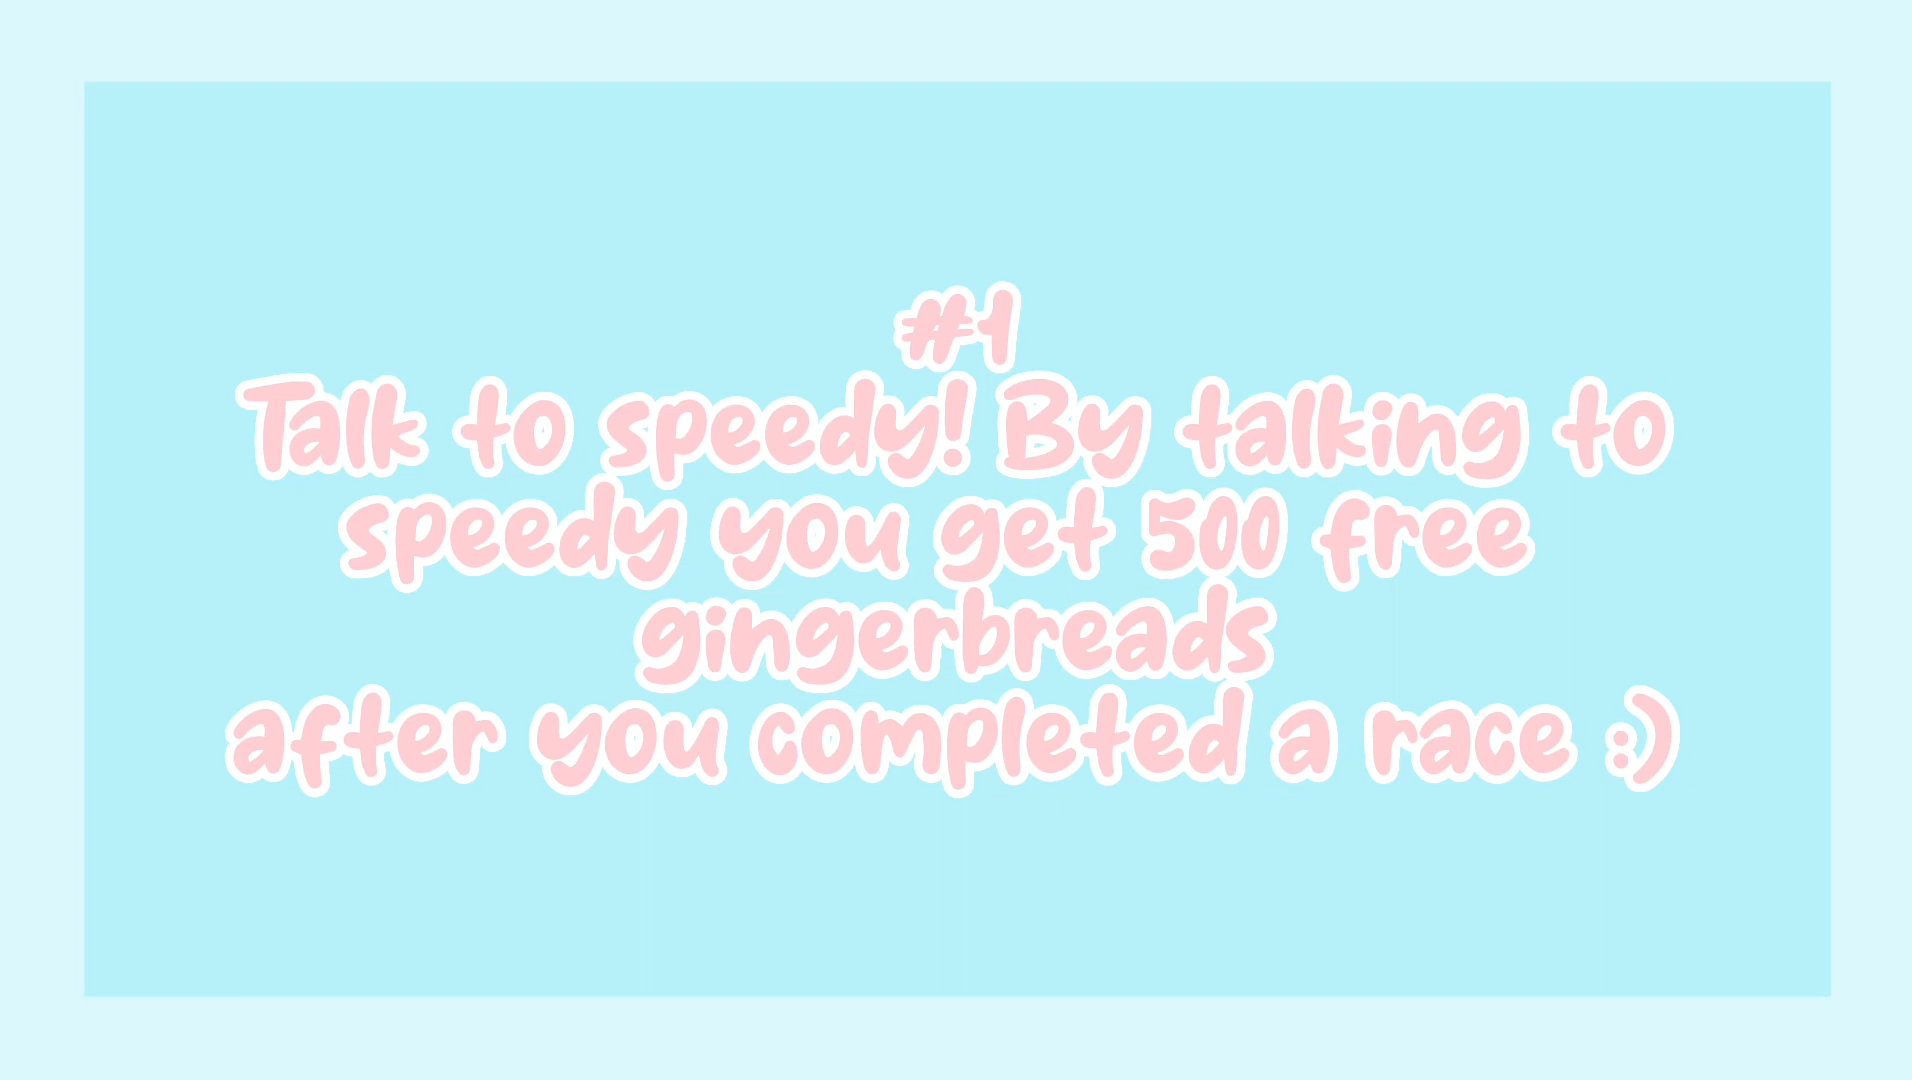 #1
Talk to speedy! By talking to
speedy you get 500 free
gingerbreads
after you completed a race :)